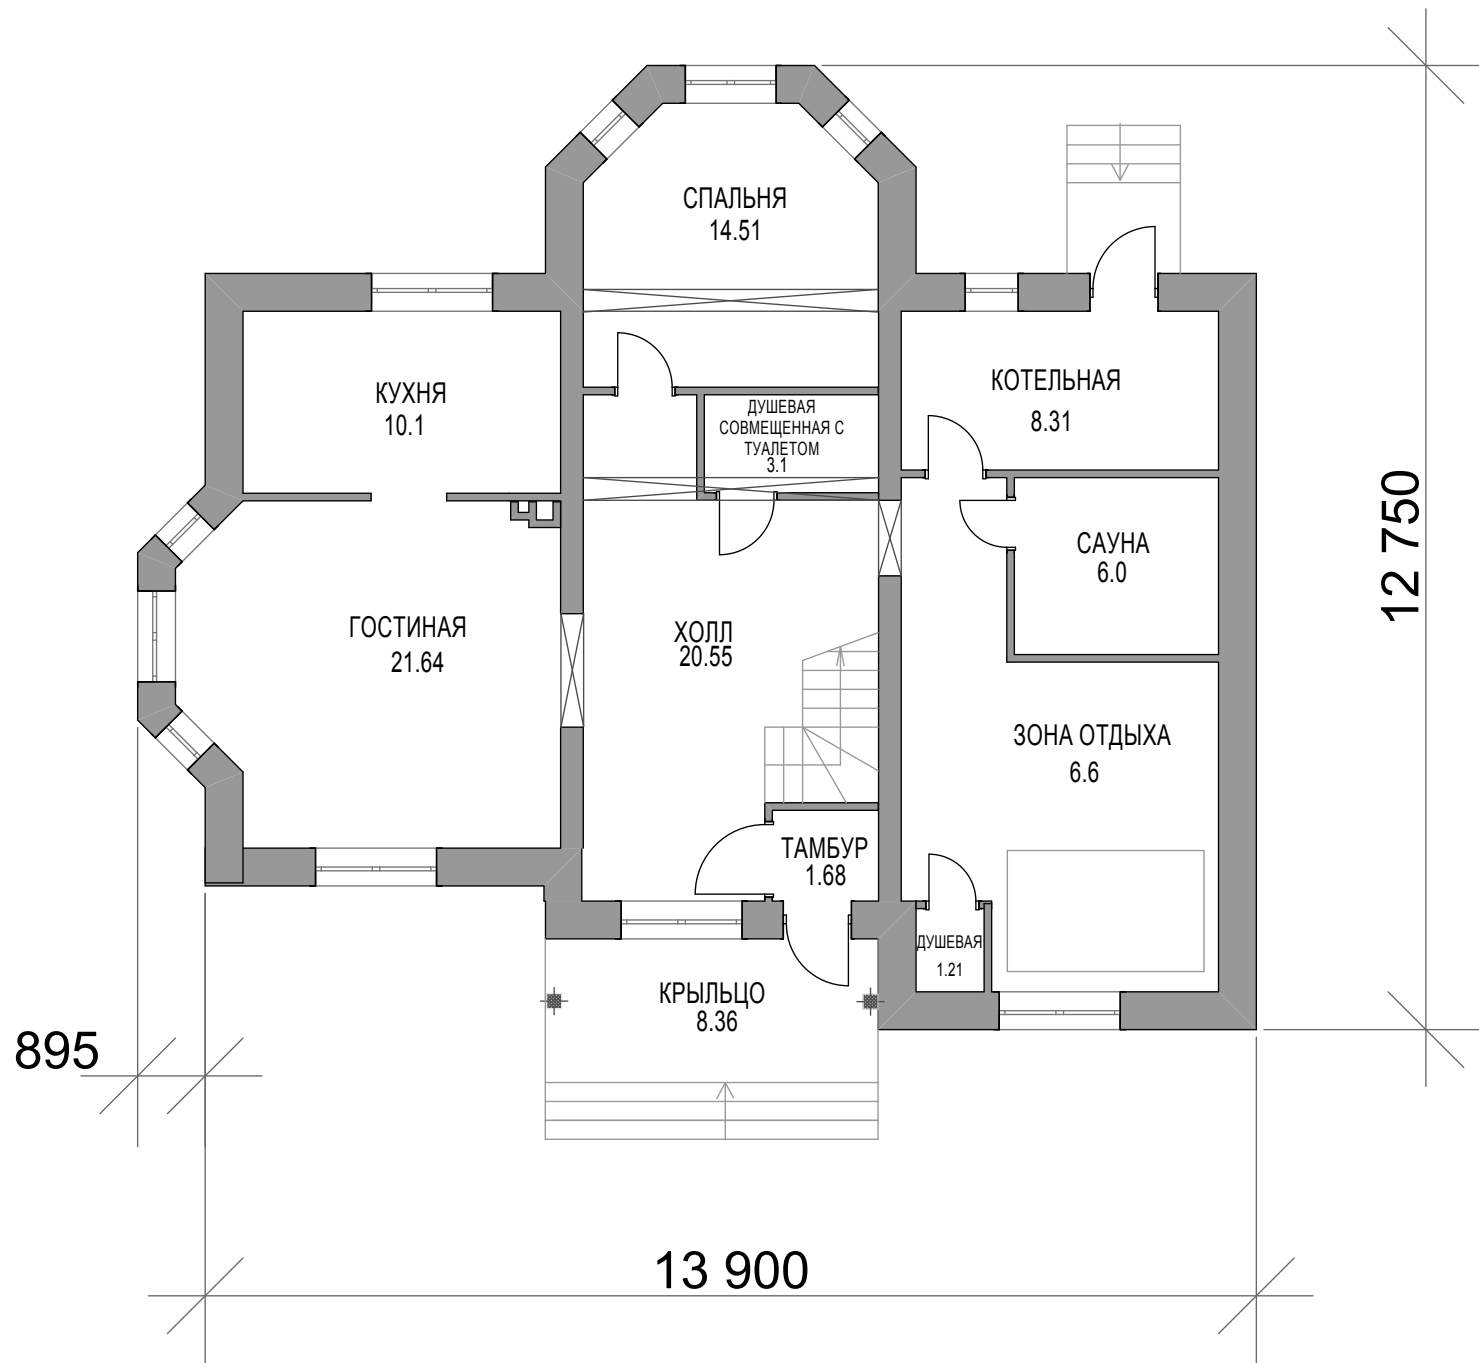 СПАЛЬНЯ
14.51
КУХНЯ
10.1
ДУШЕВАЯ
СОВМЕЩЕННАЯ С
ТУАЛЕТОМ
3.1
КОТЕЛЬНАЯ
8.31
САУНА
6.0
12 750
ГОСТИНАЯ
21.64
ХОЛЛ
20.55
ЗОНА ОТДЫХА
6.6
ТАМБУР
1.68
ДУШЕВАЯ
1.21
КРЫЛЬЦО
8.36
895
13 900